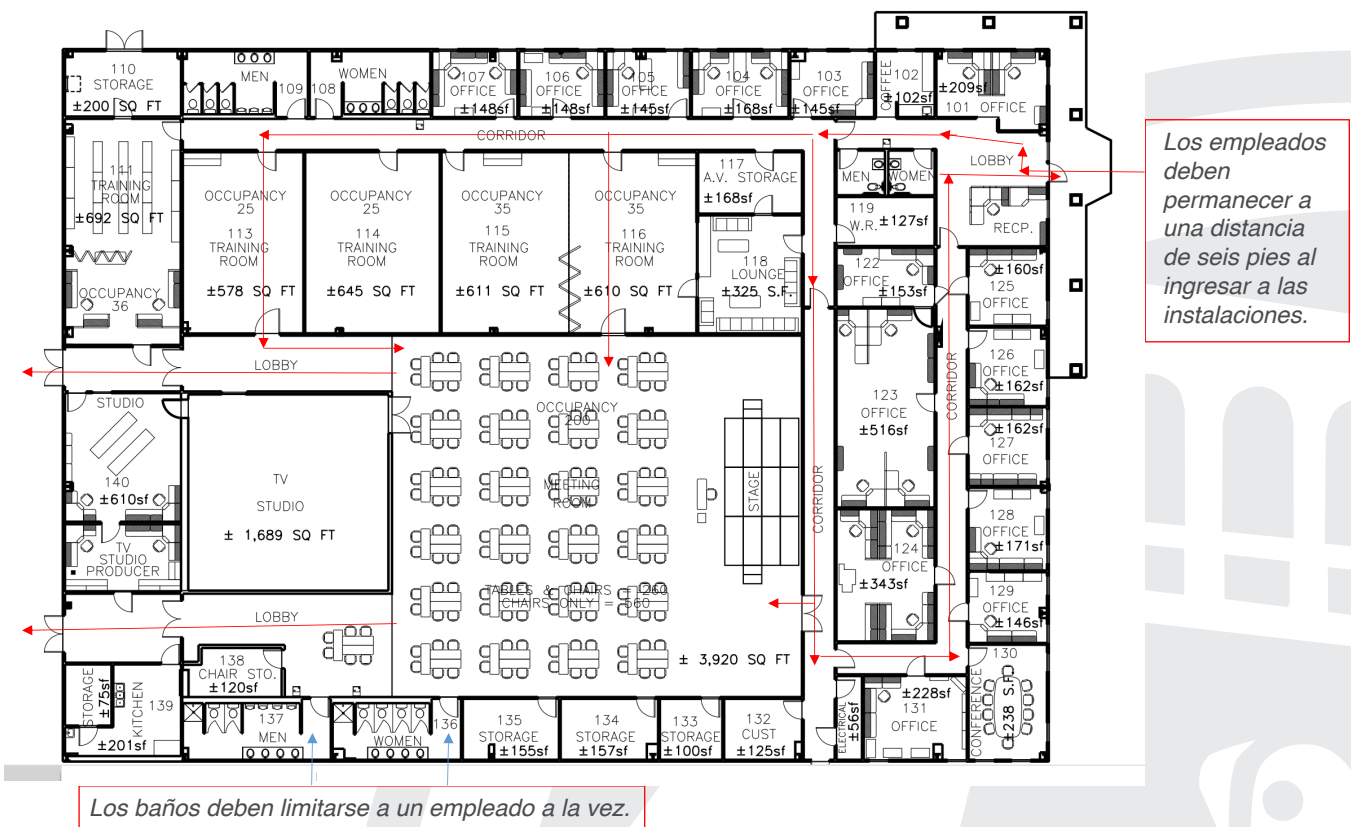 110
STORAGE
±200 SQ FT
MEN
109
108
WOMEN
107
OFFICE
±148sf
106
OFFICE
±148sf
105
OFFICE
±145sf
104
OFFICE
±168sf
103
OFFICE
±145sf
COFFEE
102
±102sf
±209sf
101 OFFICE
CORRIDOR
LOBBY
Los empleados
deben
permanecer a
una distancia
de seis pies al
ingresar a las
instalaciones.
111
TRAINING
ROOM
±692 SQ FT
OCCUPANCY
36
OCCUPANCY
25
113
TRAINING
ROOM
±578 SQ FT
OCCUPANCY
25
114
TRAINING
ROOM
±645 SQ FT
OCCUPANCY
35
115
TRAINING
ROOM
±611 SQ FT
OCCUPANCY
35
116
TRAINING
ROOM
±610 SQ FT
117
A.V. STORAGE
±168sf
118
LOUNGE
±325 S.F.
MEN
WOMEN
119
W.R.
±127sf
RECP.
122
OFFICE
±153sf
±160sf
125
OFFICE
126
OFFICE
±162sf
±162sf
127
OFFICE
128
OFFICE
±171sf
129
OFFICE
±146sf
130
CONFERENCE
±238 S.F.
CORRIDOR
123
OFFICE
±516sf
124
OFFICE
±343sf
CORRIDOR
LOBBY
STUDIO
140
±610sf
TV
STUDIO
PRODUCER
TV
STUDIO
± 1,689 SQ FT
OCCUPANCY
200
MEETING
ROOM
STAGE
TABLES & CHAIRS = 260
CHAIRS ONLY = 560
± 3,920 SQ FT
LOBBY
138
CHAIR STO.
±120sf
STORAGE
±75sf
KITCHEN
139
±201sf
137
MEN
136
WOMEN
135
STORAGE
±155sf
134
STORAGE
±157sf
133
STORAGE
±100sf
132
CUST
±125sf
ELECTRICAL
±56sf
±228sf
131
OFFICE
Los baños deben limitarse a un empleado a la vez.